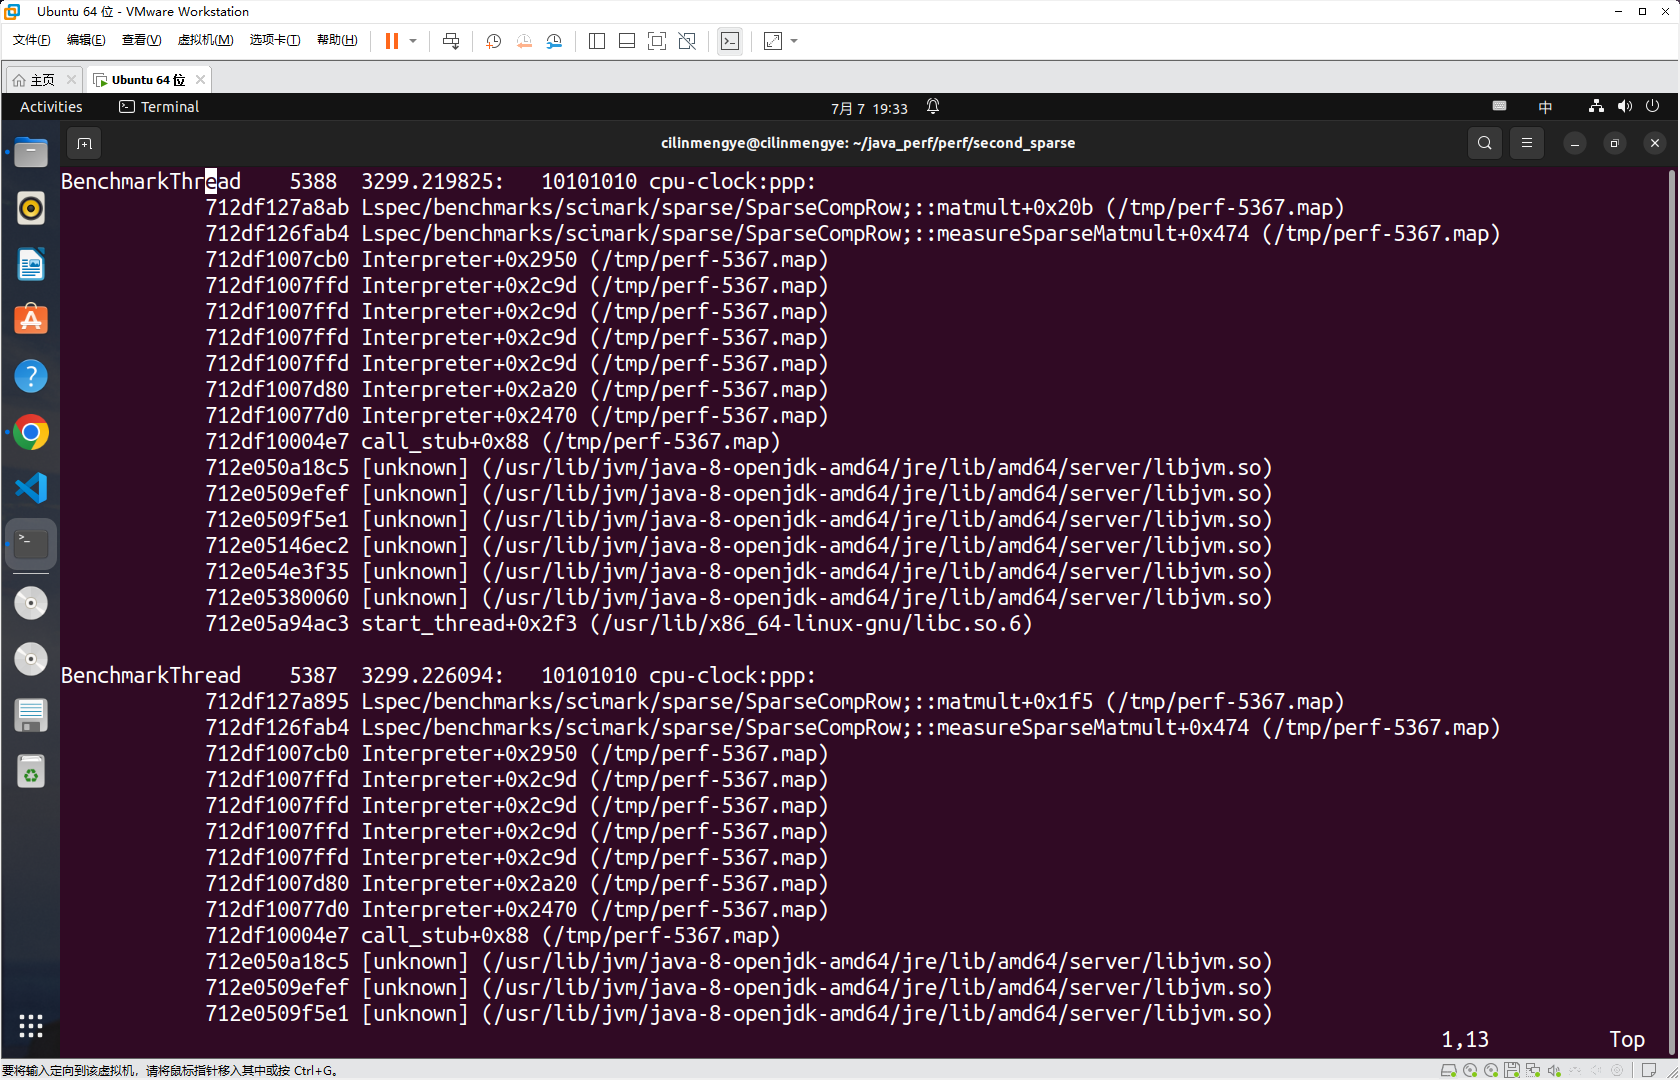 Ubuntu 64 位 - VMware Workstation
文件(F) 编辑(E) 查看(V) 虚拟机(M) 选项卡(T) 帮助(H)
主页 Ubuntu 64 位
Activities Terminal 7月 7 19:33 中
cilinmengye@cilinmengye: ~/java_perf/perf/second_sparse
BenchmarkThread 5388 3299.219825: 10101010 cpu-clock:ppp:
712df127a8ab Lspec/benchmarks/scimark/sparse/SparseCompRow;::matmult+0x20b (/tmp/perf-5367.map)
712df126fab4 Lspec/benchmarks/scimark/sparse/SparseCompRow;::measureSparseMatmult+0x474 (/tmp/perf-5367.map)
712df1007cb0 Interpreter+0x2950 (/tmp/perf-5367.map)
712df1007ffd Interpreter+0x2c9d (/tmp/perf-5367.map)
712df1007ffd Interpreter+0x2c9d (/tmp/perf-5367.map)
712df1007ffd Interpreter+0x2c9d (/tmp/perf-5367.map)
712df1007ffd Interpreter+0x2c9d (/tmp/perf-5367.map)
712df1007d80 Interpreter+0x2a20 (/tmp/perf-5367.map)
712df10077d0 Interpreter+0x2470 (/tmp/perf-5367.map)
712df10004e7 call_stub+0x88 (/tmp/perf-5367.map)
712e050a18c5 [unknown] (/usr/lib/jvm/java-8-openjdk-amd64/jre/lib/amd64/server/libjvm.so)
712e0509efef [unknown] (/usr/lib/jvm/java-8-openjdk-amd64/jre/lib/amd64/server/libjvm.so)
712e0509f5e1 [unknown] (/usr/lib/jvm/java-8-openjdk-amd64/jre/lib/amd64/server/libjvm.so)
712e05146ec2 [unknown] (/usr/lib/jvm/java-8-openjdk-amd64/jre/lib/amd64/server/libjvm.so)
712e054e3f35 [unknown] (/usr/lib/jvm/java-8-openjdk-amd64/jre/lib/amd64/server/libjvm.so)
712e05380060 [unknown] (/usr/lib/jvm/java-8-openjdk-amd64/jre/lib/amd64/server/libjvm.so)
712e05a94ac3 start_thread+0x2f3 (/usr/lib/x86_64-linux-gnu/libc.so.6)
BenchmarkThread 5387 3299.226094: 10101010 cpu-clock:ppp:
712df127a895 Lspec/benchmarks/scimark/sparse/SparseCompRow;::matmult+0x1f5 (/tmp/perf-5367.map)
712df126fab4 Lspec/benchmarks/scimark/sparse/SparseCompRow;::measureSparseMatmult+0x474 (/tmp/perf-5367.map)
712df1007cb0 Interpreter+0x2950 (/tmp/perf-5367.map)
712df1007ffd Interpreter+0x2c9d (/tmp/perf-5367.map)
712df1007ffd Interpreter+0x2c9d (/tmp/perf-5367.map)
712df1007ffd Interpreter+0x2c9d (/tmp/perf-5367.map)
712df1007ffd Interpreter+0x2c9d (/tmp/perf-5367.map)
712df1007d80 Interpreter+0x2a20 (/tmp/perf-5367.map)
712df10077d0 Interpreter+0x2470 (/tmp/perf-5367.map)
712df10004e7 call_stub+0x88 (/tmp/perf-5367.map)
712e050a18c5 [unknown] (/usr/lib/jvm/java-8-openjdk-amd64/jre/lib/amd64/server/libjvm.so)
712e0509efef [unknown] (/usr/lib/jvm/java-8-openjdk-amd64/jre/lib/amd64/server/libjvm.so)
712e0509f5e1 [unknown] (/usr/lib/jvm/java-8-openjdk-amd64/jre/lib/amd64/server/libjvm.so)
1,13 Top
要将输入定向到该虚拟机，请将鼠标指针移入其中或按 Ctrl+G。